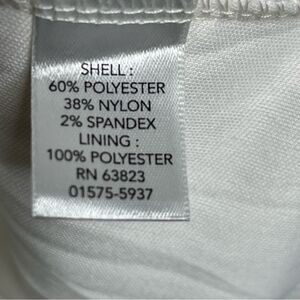 SHELL :
60% POLYESTER
38% NYLON
2% SPANDEX
LINING :
100% POLYESTER
RN 63823
01575-5937